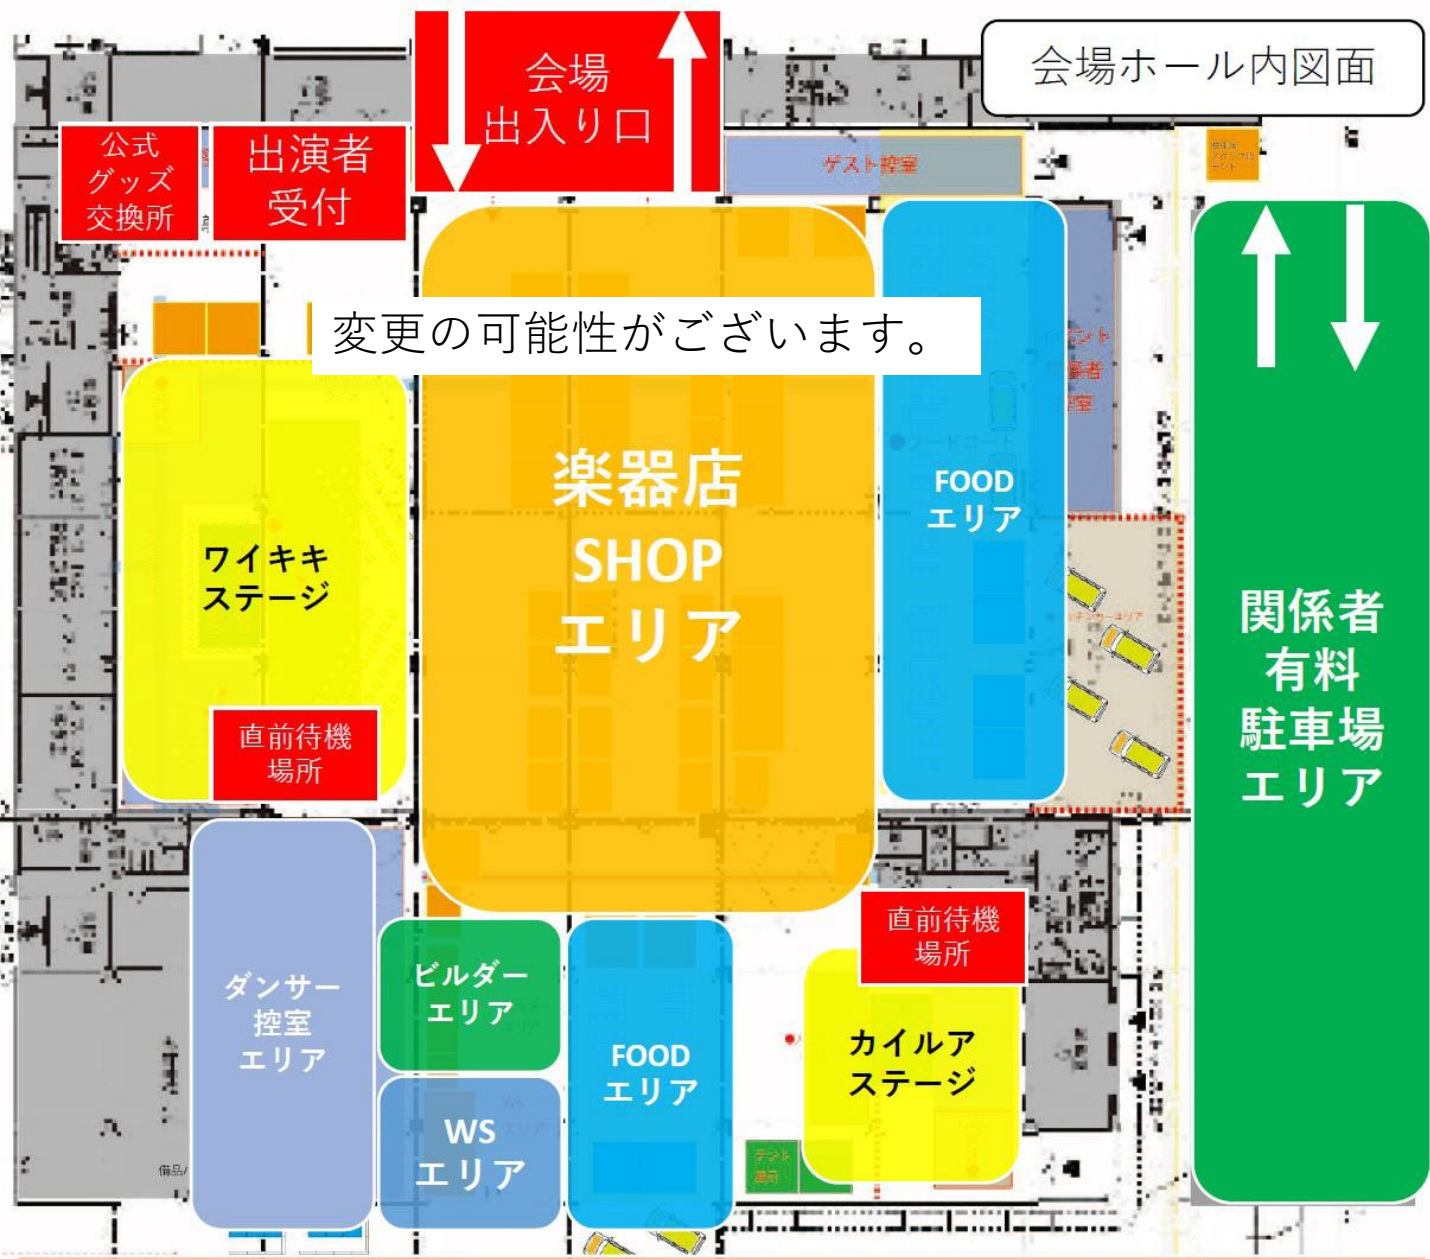 会場
出入り口
会場ホール内図面
公式
グッズ
交換所
出演者
受付
ゲスト控室
変更の可能性がございます。
楽器店
SHOP
エリア
FOOD
エリア
ワイキキ
ステージ
直前待機
場所
関係者
有料
駐車場
エリア
ダンサー
控室
エリア
ビルダー
エリア
WS
エリア
FOOD
エリア
直前待機
場所
カイルア
ステージ
テント
備品